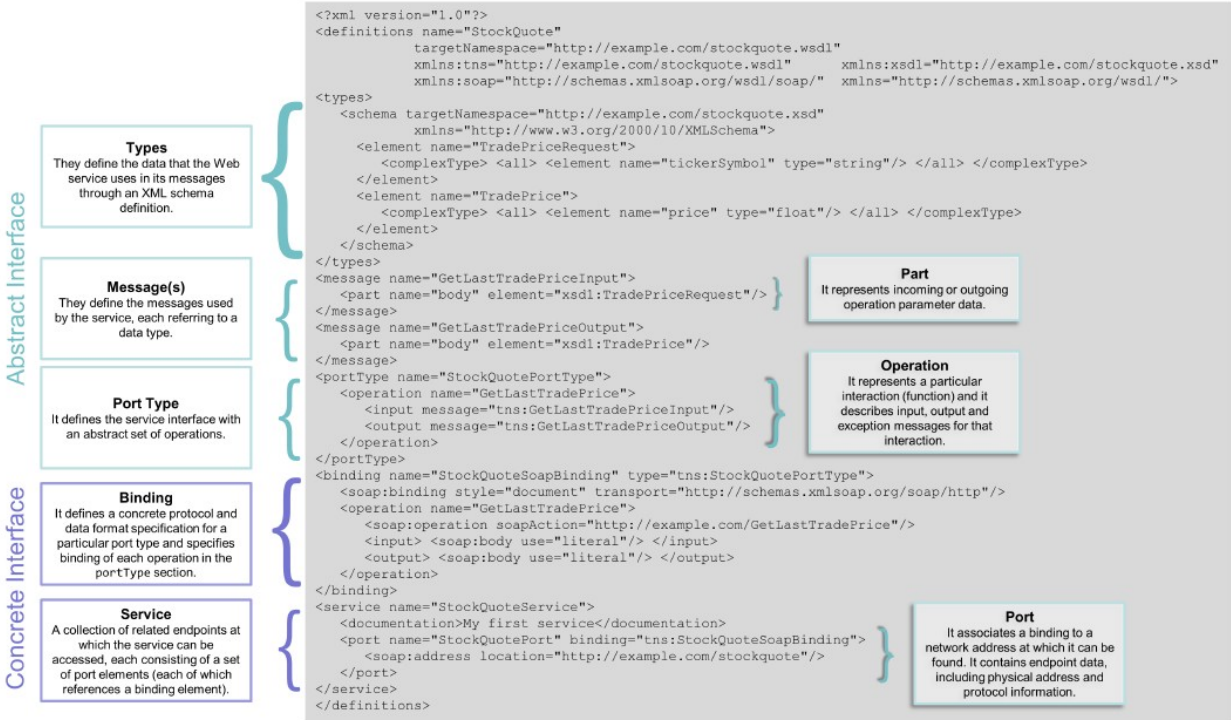 Abstract Interface
Types
They define the data that the Web
service uses in its messages
through an XML schema
definition.
Message(s)
They define the messages used
by the service, each referring to a
data type.
Port Type
It defines the service interface with
an abstract set of operations.
Concrete Interface
Binding
It defines a concrete protocol and
data format specification for a
particular port type and specifies
binding of each operation in the
portType section.
Service
A collection of related endpoints at
which the service can be
accessed, each consisting of a set
of port elements (each of which
references a binding element).
<?xml version="1.0"?>
<definitions name="StockQuote"
targetNamespace="http://example.com/stockquote.wsdl"
xmlns:tns="http://example.com/stockquote.wsdl" xmlns:xsd1="http://example.com/stockquote.xsd"
xmlns:soap="http://schemas.xmlsoap.org/wsdl/soap/" xmlns="http://schemas.xmlsoap.org/wsdl/">
<types>
<schema targetNamespace="http://example.com/stockquote.xsd"
xmlns="http://www.w3.org/2000/10/XMLSchema">
<element name="TradePriceRequest">
<complexType> <all> <element name="tickerSymbol" type="string"/> </all> </complexType>
</element>
<element name="TradePrice">
<complexType> <all> <element name="price" type="float"/> </all> </complexType>
</element>
</schema>
</types>
<message name="GetLastTradePriceInput">
<part name="body" element="xsd1:TradePriceRequest"/>
</message>
<message name="GetLastTradePriceOutput">
<part name="body" element="xsd1:TradePrice"/>
</message>
<portType name="StockQuotePortType">
<operation name="GetLastTradePrice">
<input message="tns:GetLastTradePriceInput"/>
<output message="tns:GetLastTradePriceOutput"/>
</operation>
</portType>
<binding name="StockQuoteSoapBinding" type="tns:StockQuotePortType">
<soap:binding style="document" transport="http://schemas.xmlsoap.org/soap/http"/>
<operation name="GetLastTradePrice">
<soap:operation soapAction="http://example.com/GetLastTradePrice"/>
<input> <soap:body use="literal"/> </input>
<output> <soap:body use="literal"/> </output>
</operation>
</binding>
<service name="StockQuoteService">
<documentation>My first service</documentation>
<port name="StockQuotePort" binding="tns:StockQuoteSoapBinding">
<soap:address location="http://example.com/stockquote"/>
</port>
</service>
</definitions>
Part
It represents incoming or outgoing
operation parameter data.
Operation
It represents a particular
interaction (function) and it
describes input, output and
exception messages for that
interaction.
Port
It associates a binding to a
network address at which it can be
found. It contains endpoint data,
including physical address and
protocol information.